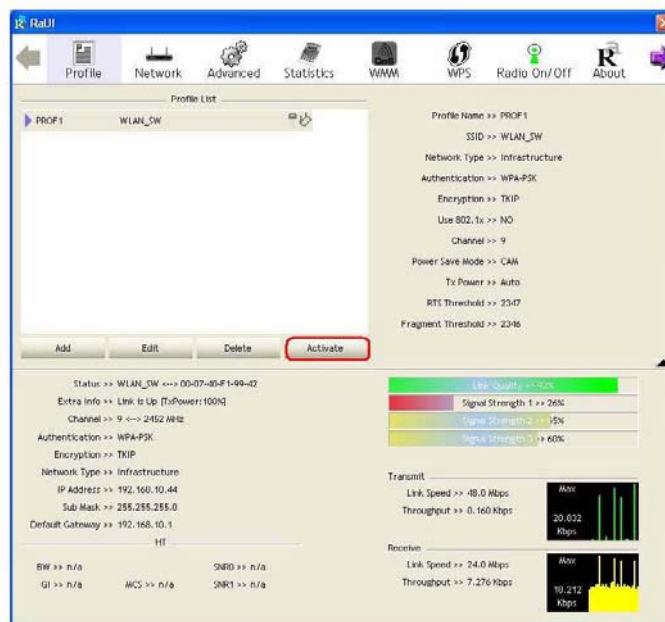 RaUI
Profile Network Advanced Statistics WMM WPS Radio On/Off About
Profile List
PROF1 WLAN_SW
Add Edit Delete Activate
Profile Name >> PROF1
SSID >> WLAN_SW
Network Type >> Infrastructure
Authentication >> WPA-PSK
Encryption >> TKIP
Use 802.1x >> NO
Channel >> 9
Power Save Mode >> CAM
Tx Power >> Auto
RTS Threshold >> 2347
Fragment Threshold >> 2346
Status >> WLAN_SW <--> 00-07-40-F1-99-42
Extra Info >> Link is Up [TxPower:100%]
Channel >> 9 <--> 2452 MHz
Authentication >> WPA-PSK
Encryption >> TKIP
Network Type >> Infrastructure
IP Address >> 192.168.10.44
Sub Mask >> 255.255.255.0
Default Gateway >> 192.168.10.1
HT
BW >> n/a SNR0 >> n/a
GI >> n/a MCS >> n/a SNR1 >> n/a
Link Quality >> 92%
Signal Strength 1 >> 26%
Signal Strength 2 >>
Signal Strength 3 >> 60%
Transmit
Link Speed >> 48.0 Mbps
Throughput >> 0.160 Kbps
Max
20.032
Kbps
Receive
Link Speed >> 24.0 Mbps
Throughput >> 7.276 Kbps
Max
10.212
Kbps